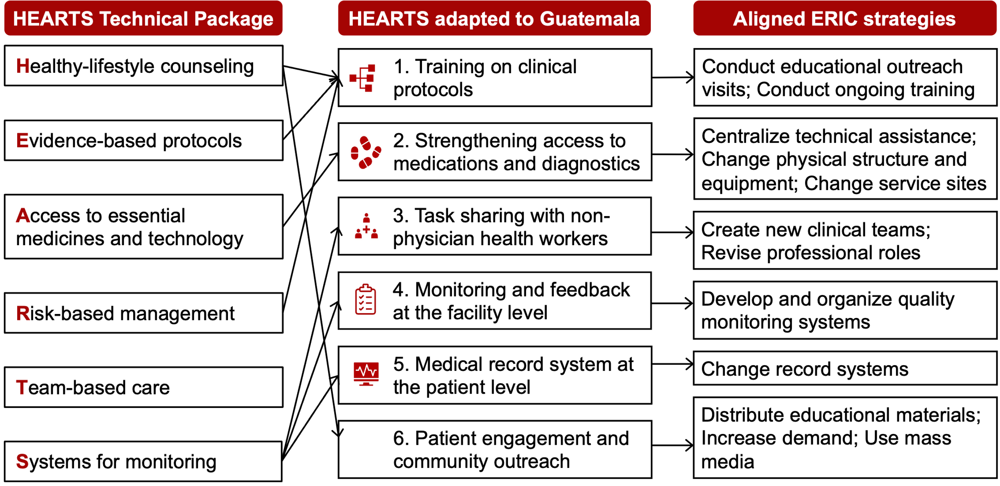 HEARTS Technical Package
Healthy-lifestyle counseling
Evidence-based protocols
Access to essential
medicines and technology
Risk-based management
Team-based care
Systems for monitoring
HEARTS adapted to Guatemala
1. Training on clinical
protocols
2. Strengthening access to
medications and diagnostics
3. Task sharing with non-
physician health workers
4. Monitoring and feedback
at the facility level
5. Medical record system at
the patient level
6. Patient engagement and
community outreach
Aligned ERIC strategies
Conduct educational outreach
visits; Conduct ongoing training
Centralize technical assistance;
Change physical structure and
equipment; Change service sites
Create new clinical teams;
Revise professional roles
Develop and organize quality
monitoring systems
Change record systems
Distribute educational materials;
Increase demand; Use mass
media